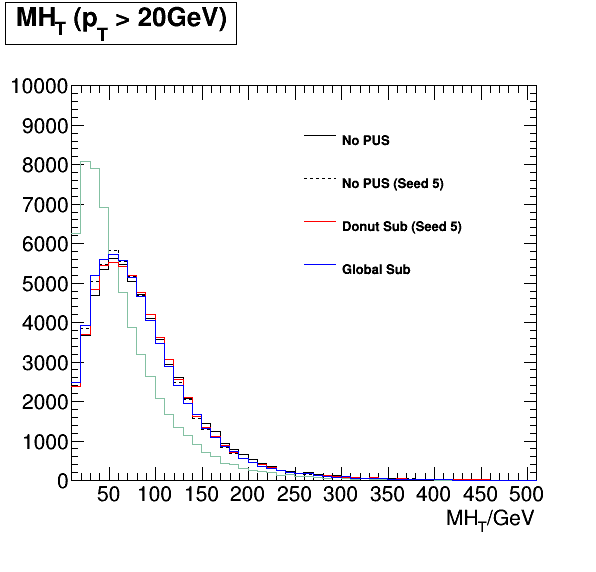 MHT (pT > 20GeV)
10000
9000
8000
7000
6000
5000
4000
3000
2000
1000
0
No PUS
No PUS (Seed 5)
Donut Sub (Seed 5)
Global Sub
50 100 150 200 250 300 350 400 450 500
MHT/GeV